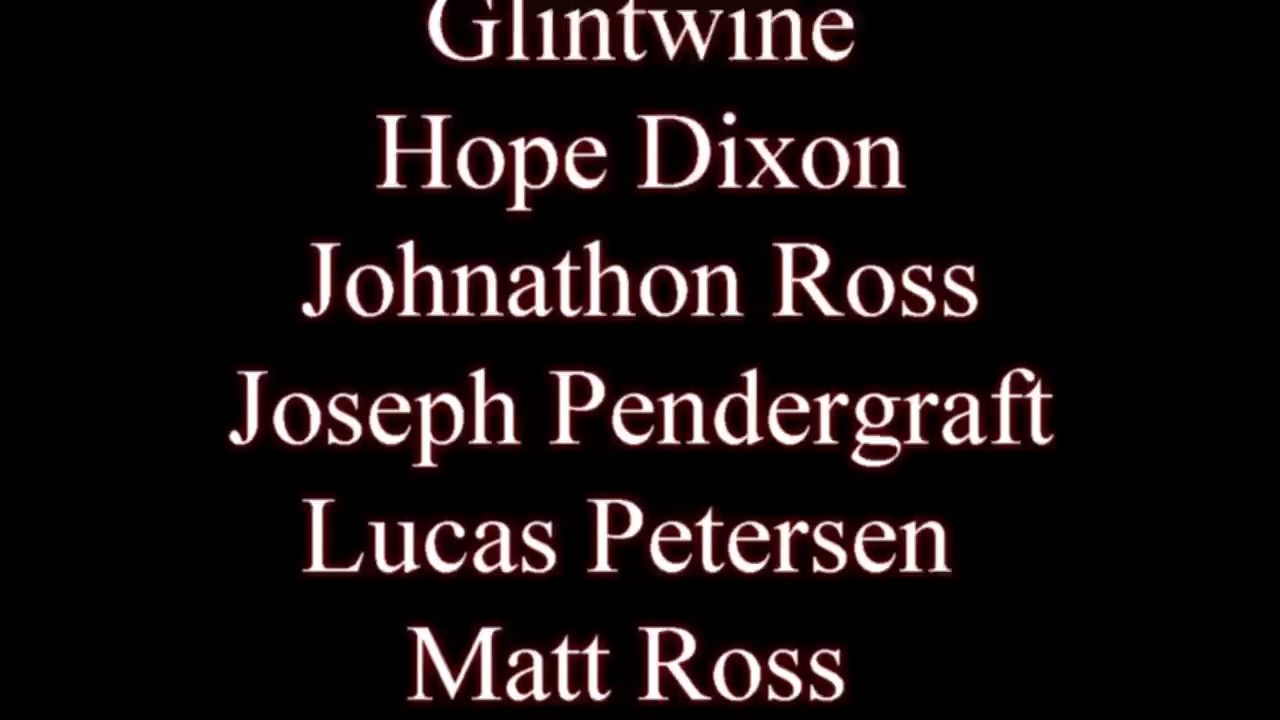 Glintwine
Hope Dixon
Johnathon Ross
Joseph Pendergraft
Lucas Petersen
Matt Ross